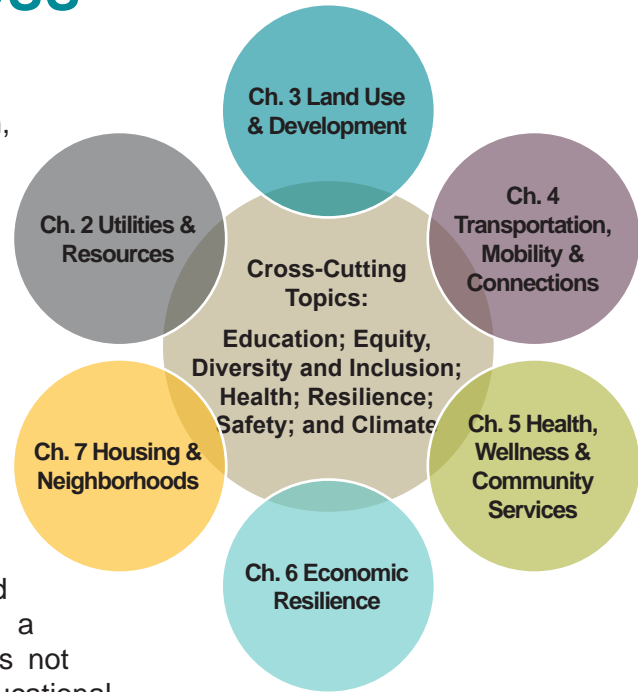 Ch. 3 Land Use
& Development
Ch. 2 Utilities &
Resources
Ch. 4
Transportation,
Mobility &
Connections
Cross-Cutting
Topics:
Education; Equity,
Diversity and Inclusion;
Health; Resilience;
Safety; and Climate
Ch. 7 Housing &
Neighborhoods
Ch. 5 Health,
Wellness &
Community
Services
Ch. 6 Economic
Resilience
a
not